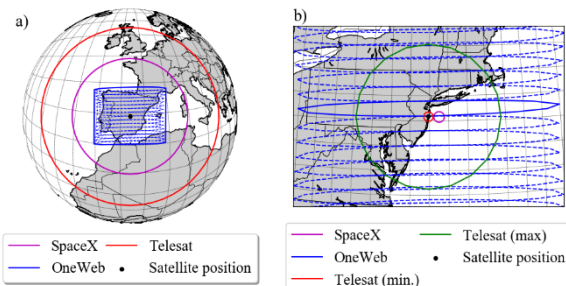 a)
SpaceX
Telesat
OneWeb
Satellite position
b)
SpaceX
Telesat (max)
OneWeb
Satellite position
Telesat (min.)